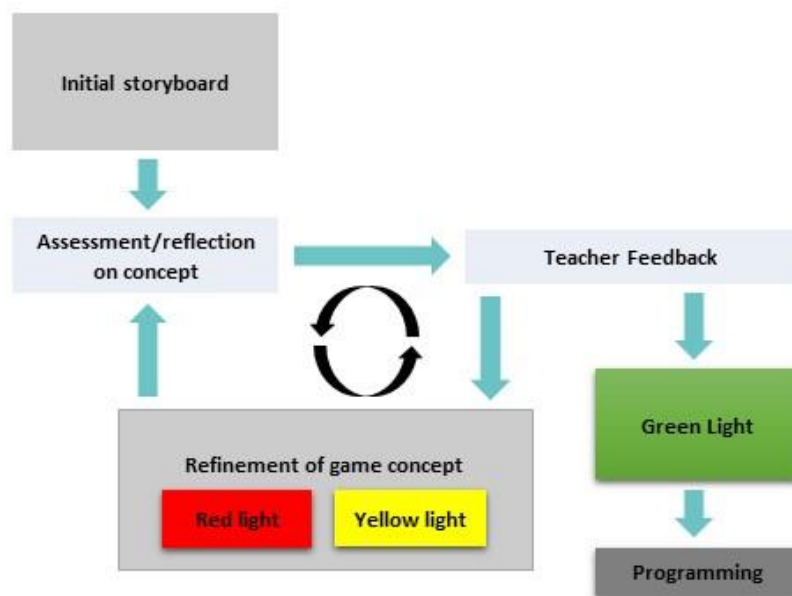 Initial storyboard
Assessment/reflection
on concept
Teacher Feedback
Green Light
Refinement of game concept
Red light
Yellow light
Programming